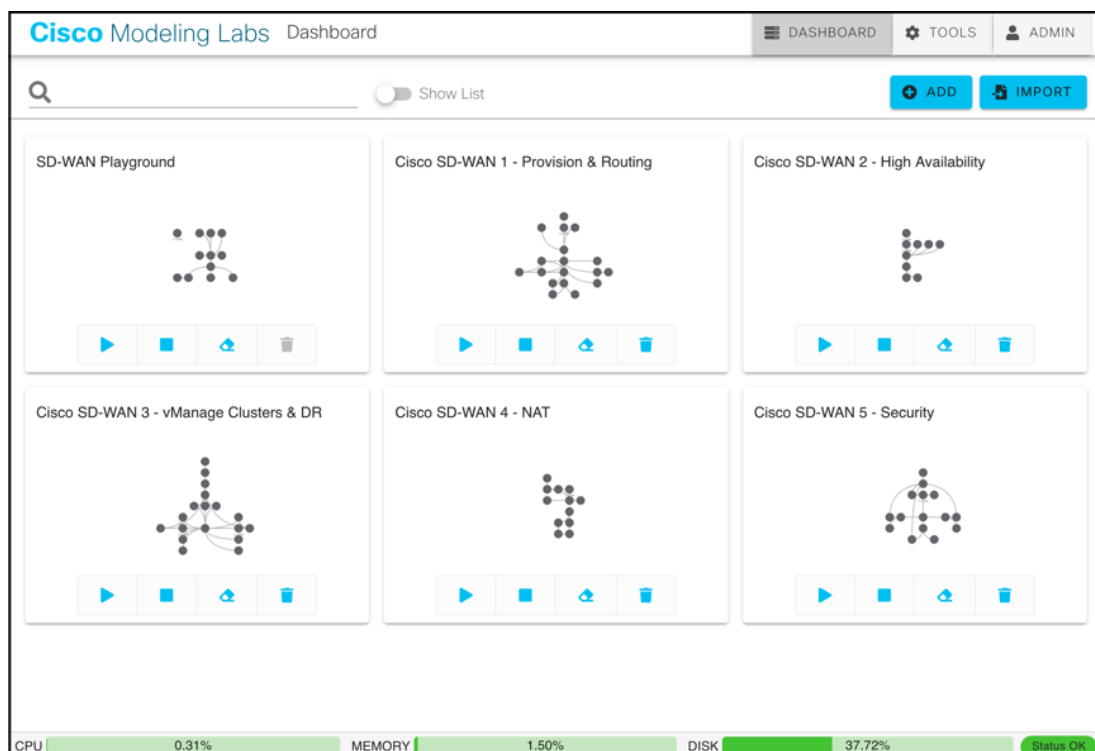 Cisco Modeling Labs Dashboard
DASHBOARD
TOOLS
ADMIN
Show List
ADD
IMPORT
SD-WAN Playground
Cisco SD-WAN 1 - Provision & Routing
Cisco SD-WAN 2 - High Availability
Cisco SD-WAN 3 - vManage Clusters & DR
Cisco SD-WAN 4 - NAT
Cisco SD-WAN 5 - Security
CPU 0.31%
MEMORY 1.50%
DISK 37.72%
Status OK